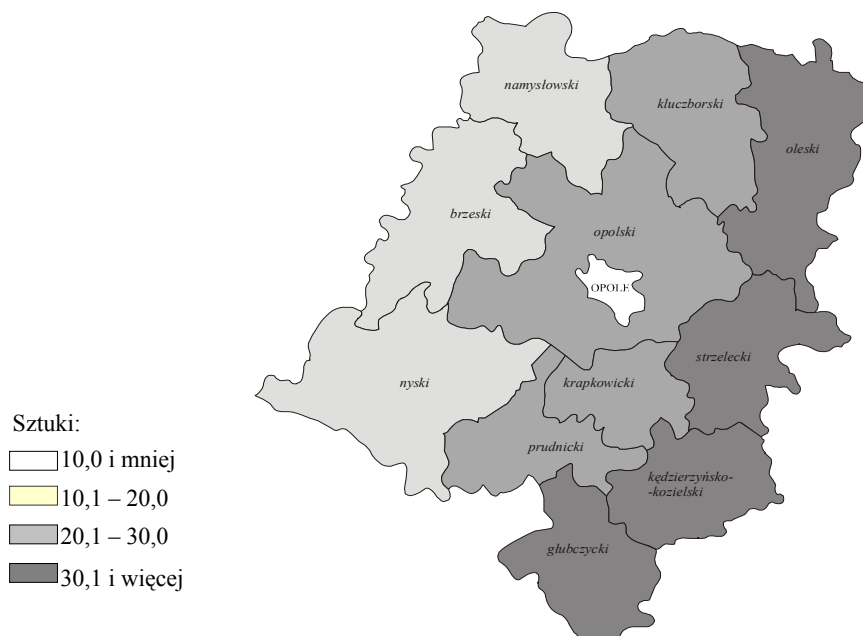 namysłowski
kluczborski
oleski
brzeski
opolski
OPOLE
strzelecki
nyski
krapkowicki
prudnicki
kędzierzyńsko-
-kozielski
głubczycki
Sztuki:
10,0 i mniej
10,1 – 20,0
20,1 – 30,0
30,1 i więcej